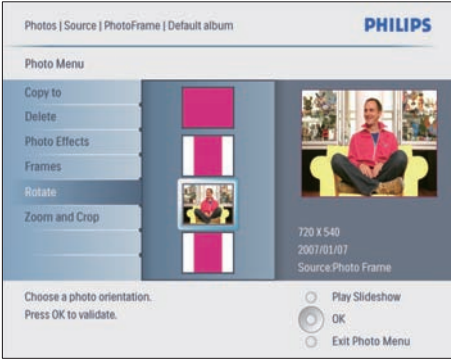 Photos | Source | PhotoFrame | Default album
PHILIPS
Photo Menu
Copy to
Delete
Photo Effects
Frames
Rotate
Zoom and Crop
720 X 540
2007/01/07
Source:Photo Frame
Choose a photo orientation.
Press OK to validate.
Play Slideshow
OK
Exit Photo Menu